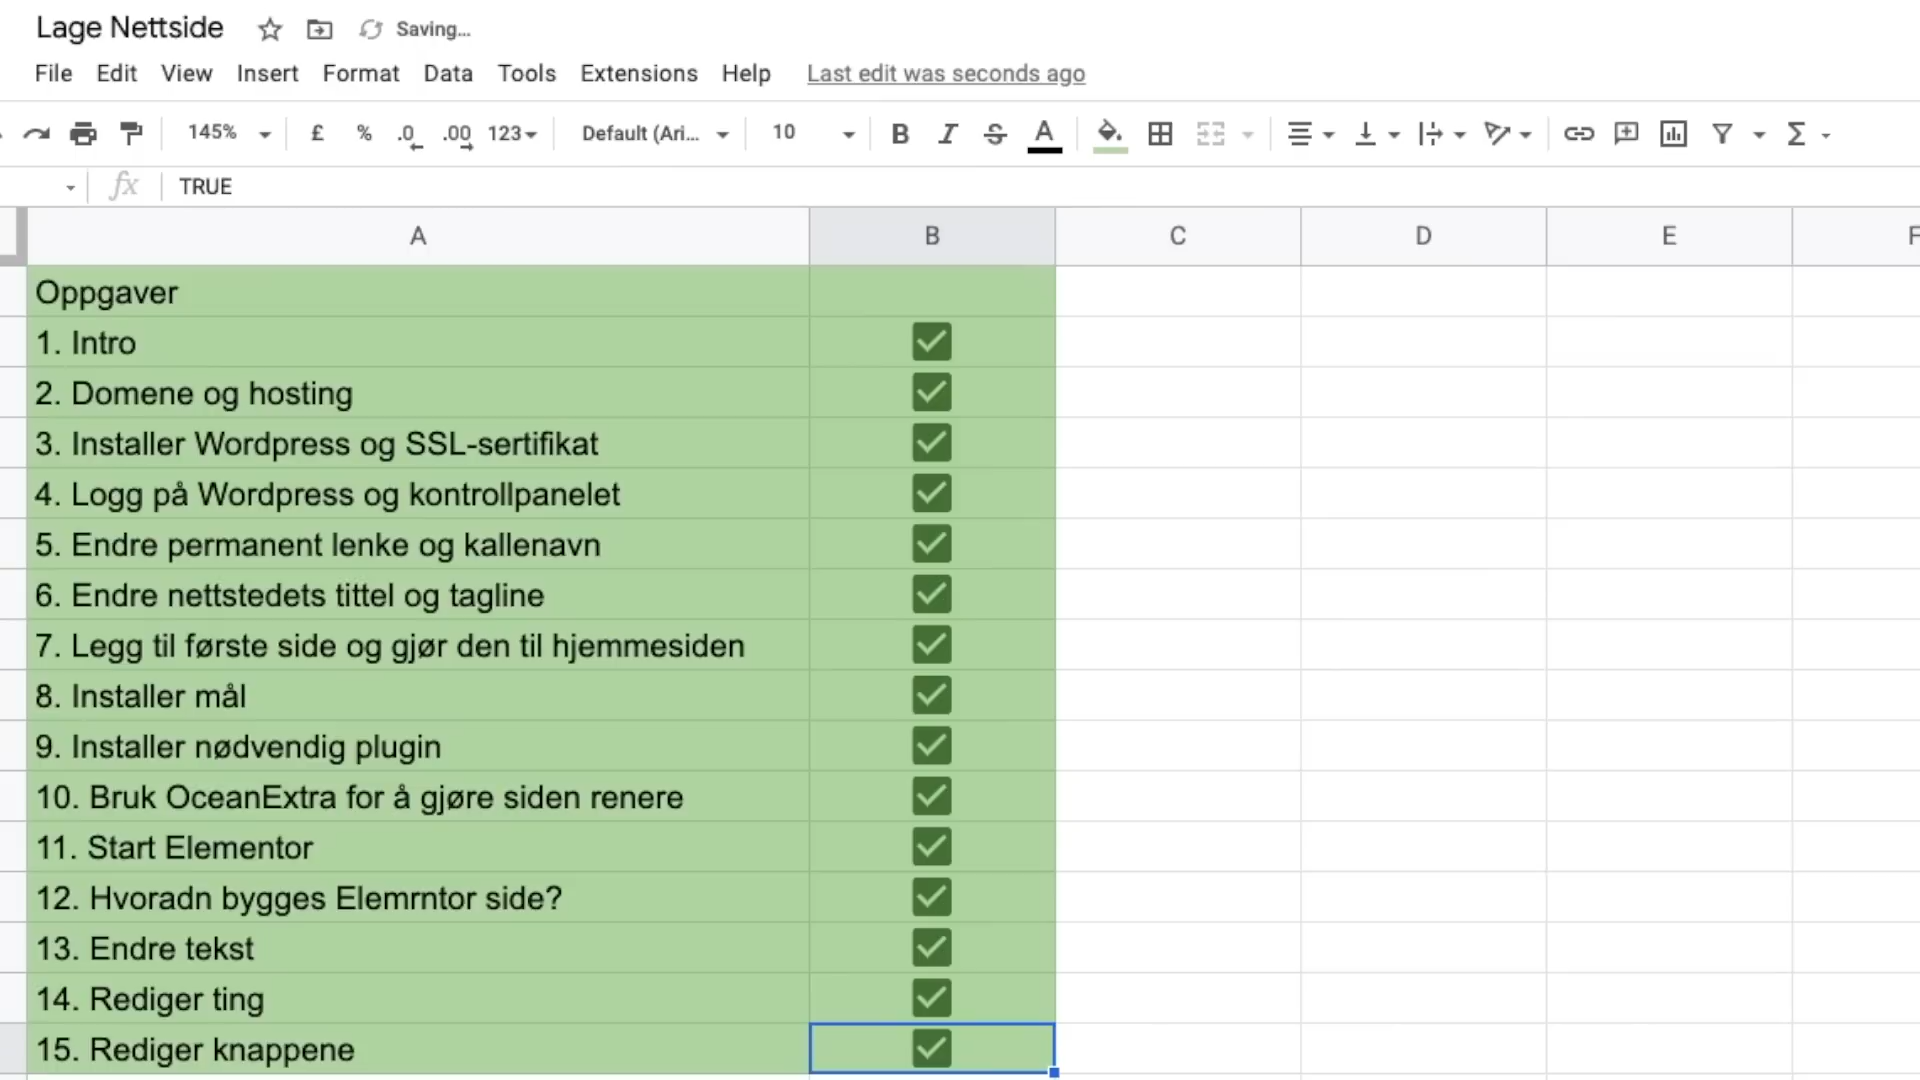 Lage Nettside Saving...
File Edit View Insert Format Data Tools Extensions Help Last edit was seconds ago
145% £ % .0 .00 123 Default (Ari... 10 B I S A Σ
fx TRUE
A B C D E F
Oppgaver
1. Intro
2. Domene og hosting
3. Installer Wordpress og SSL-sertifikat
4. Logg på Wordpress og kontrollpanelet
5. Endre permanent lenke og kallenavn
6. Endre nettstedets tittel og tagline
7. Legg til første side og gjør den til hjemmesiden
8. Installer mål
9. Installer nødvendig plugin
10. Bruk OceanExtra for å gjøre siden renere
11. Start Elementor
12. Hvoradn bygges Elemrntor side?
13. Endre tekst
14. Rediger ting
15. Rediger knappene